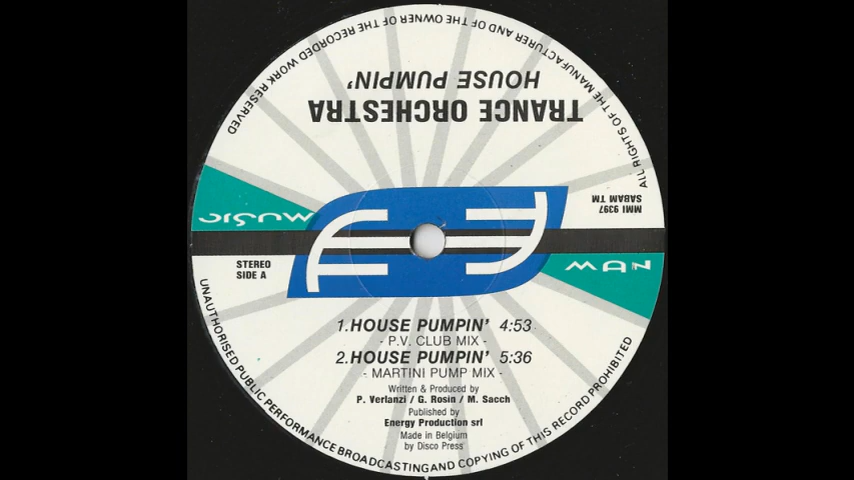 ALL RIGHTS OF THE MANUFACTURER AND OF THE OWNER OF THE RECORDED WORK RESERVED
TRANCE ORCHESTRA
HOUSE PUMPIN'
MMI 9397
SABAM TM
MUSIC
MAN
STEREO
SIDE A
1.HOUSE PUMPIN' 4:53
- P.V. CLUB MIX -
2.HOUSE PUMPIN' 5:36
- MARTINI PUMP MIX -
Written & Produced by
P. Verlanzi / G. Rosin / M. Sacch
Published by
Energy Production srl
Made in Belgium
by Disco Press
UNAUTHORISED PUBLIC PERFORMANCE BROADCASTING AND COPYING OF THIS RECORD PROHIBITED